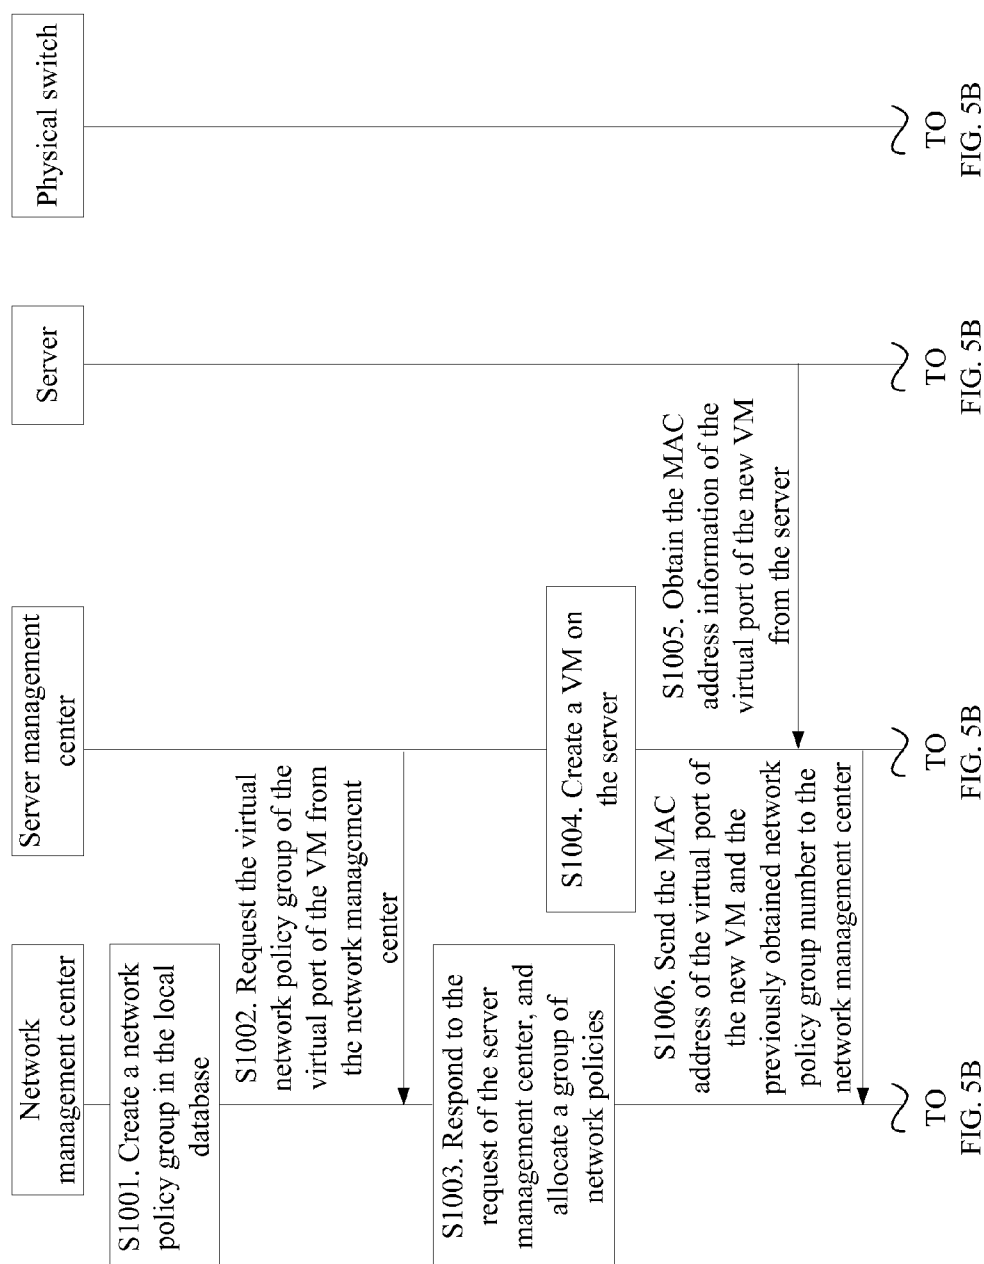 Network
management center
Server management
center
Server
Physical switch
S1001. Create a network
policy group in the local
database
S1002. Request the virtual
network policy group of the
virtual port of the VM from
the network management
center
S1003. Respond to the
request of the server
management center, and
allocate a group of
network policies
S1004. Create a VM on
the server
S1005. Obtain the MAC
address information of the
virtual port of the new VM
from the server
S1006. Send the MAC
address of the virtual port of
the new VM and the
previously obtained network
policy group number to the
network management center
TO
FIG. 5B
TO
FIG. 5B
TO
FIG. 5B
TO
FIG. 5B